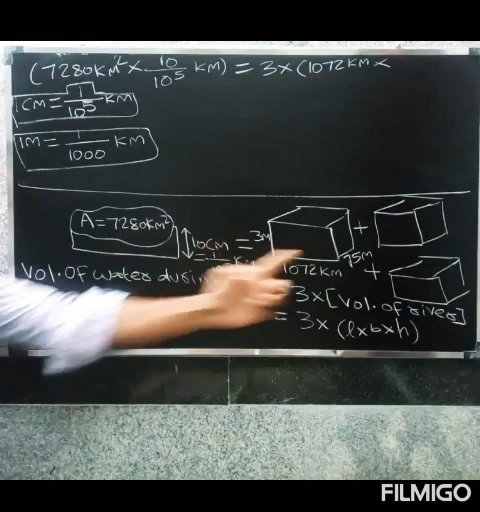 (7280KM² × 10/10⁵ KM) = 3×(1072KM×
1CM = 1/10⁵ KM
1M = 1/1000 KM
A = 7280KM²
10CM = 3M + 
75M
1072KM +
Vol. Of water
3×[Vol. of river]
= 3× (l×b×h)
FILMIGO